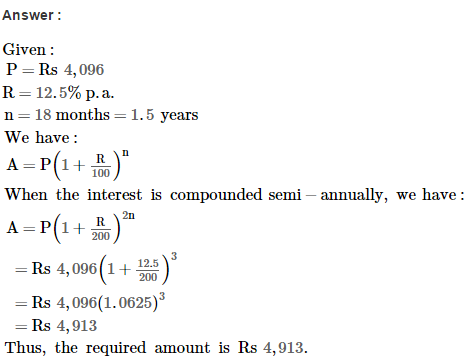 Answer :
Given :
P = Rs 4,096
R = 12.5% p.a.
n = 18 months = 1.5 years
We have :
A = P(1 + R/100)^n
When the interest is compounded semi − annually, we have :
A = P(1 + R/200)^2n
= Rs 4,096(1 + 12.5/200)^3
= Rs 4,096(1.0625)^3
= Rs 4,913
Thus, the required amount is Rs 4,913.